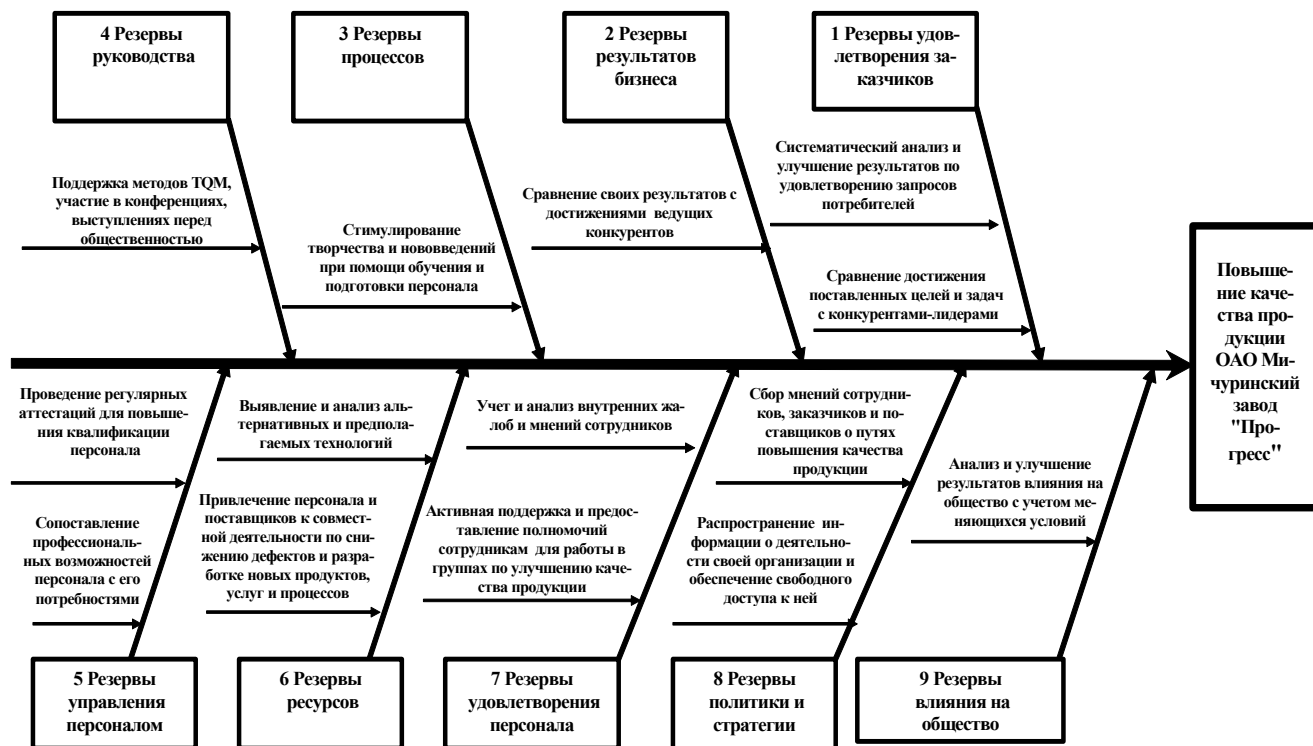 4 Резервы
руководства
3 Резервы
процессов
2 Резервы
результатов
бизнеса
1 Резервы удов-
летворения за-
казчиков
Поддержка методов TQM,
участие в конференциях,
выступлениях перед
общественностью
Стимулирование
творчества и нововведений
при помощи обучения и
подготовки персонала
Сравнение своих результатов с
достижениями ведущих
конкурентов
Систематический анализ и
улучшение результатов по
удовлетворению запросов
потребителей
Сравнение достижения
поставленных целей и задач
с конкурентами-лидерами
Повыше-
ние каче-
ства про-
дукции
ОАО Ми-
чуринский
завод
"Про-
гресс"
Проведение регулярных
аттестаций для повыше-
ния квалификации
персонала
Сопоставление
профессиональ-
ных возможностей
персонала с его
потребностями
Выявление и анализ аль-
тернативных и предпола-
гаемых технологий
Привлечение персонала и
поставщиков к совмест-
ной деятельности по сни-
жению дефектов и разра-
ботке новых продуктов,
услуг и процессов
Учет и анализ внутренних жа-
лоб и мнений сотрудников
Активная поддержка и предос-
тавление полномочий
сотрудникам для работы в
группах по улучшению каче-
ства продукции
Сбор мнений сотрудни-
ков, заказчиков и по-
ставщиков о путях
повышения качества
продукции
Распространение ин-
формации о деятельно-
сти своей организации и
обеспечение свободного
доступа к ней
Анализ и улучшение
результатов влияния на
общество с учетом ме-
няющихся условий
5 Резервы
управления
персоналом
6 Резервы
ресурсов
7 Резервы
удовлетворения
персонала
8 Резервы
политики и
стратегии
9 Резервы
влияния на
общество